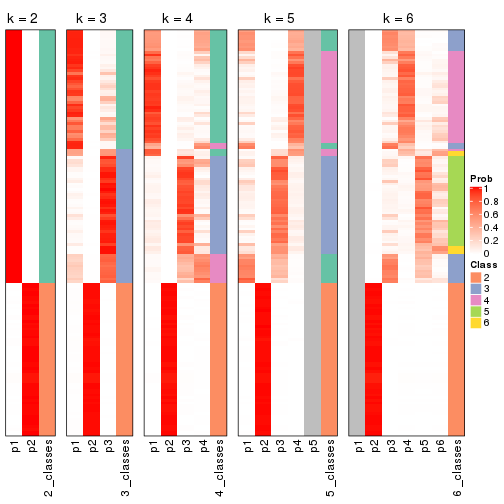 k = 2
k = 3
k = 4
k = 5
k = 6
p1
p2
2_classes
p1
p2
p3
3_classes
p1
p2
p3
p4
4_classes
p1
p2
p3
p4
p5
5_classes
p1
p2
p3
p4
p5
p6
6_classes
Prob
1
0.8
0.6
0.4
0.2
0
Class
2
3
4
5
6